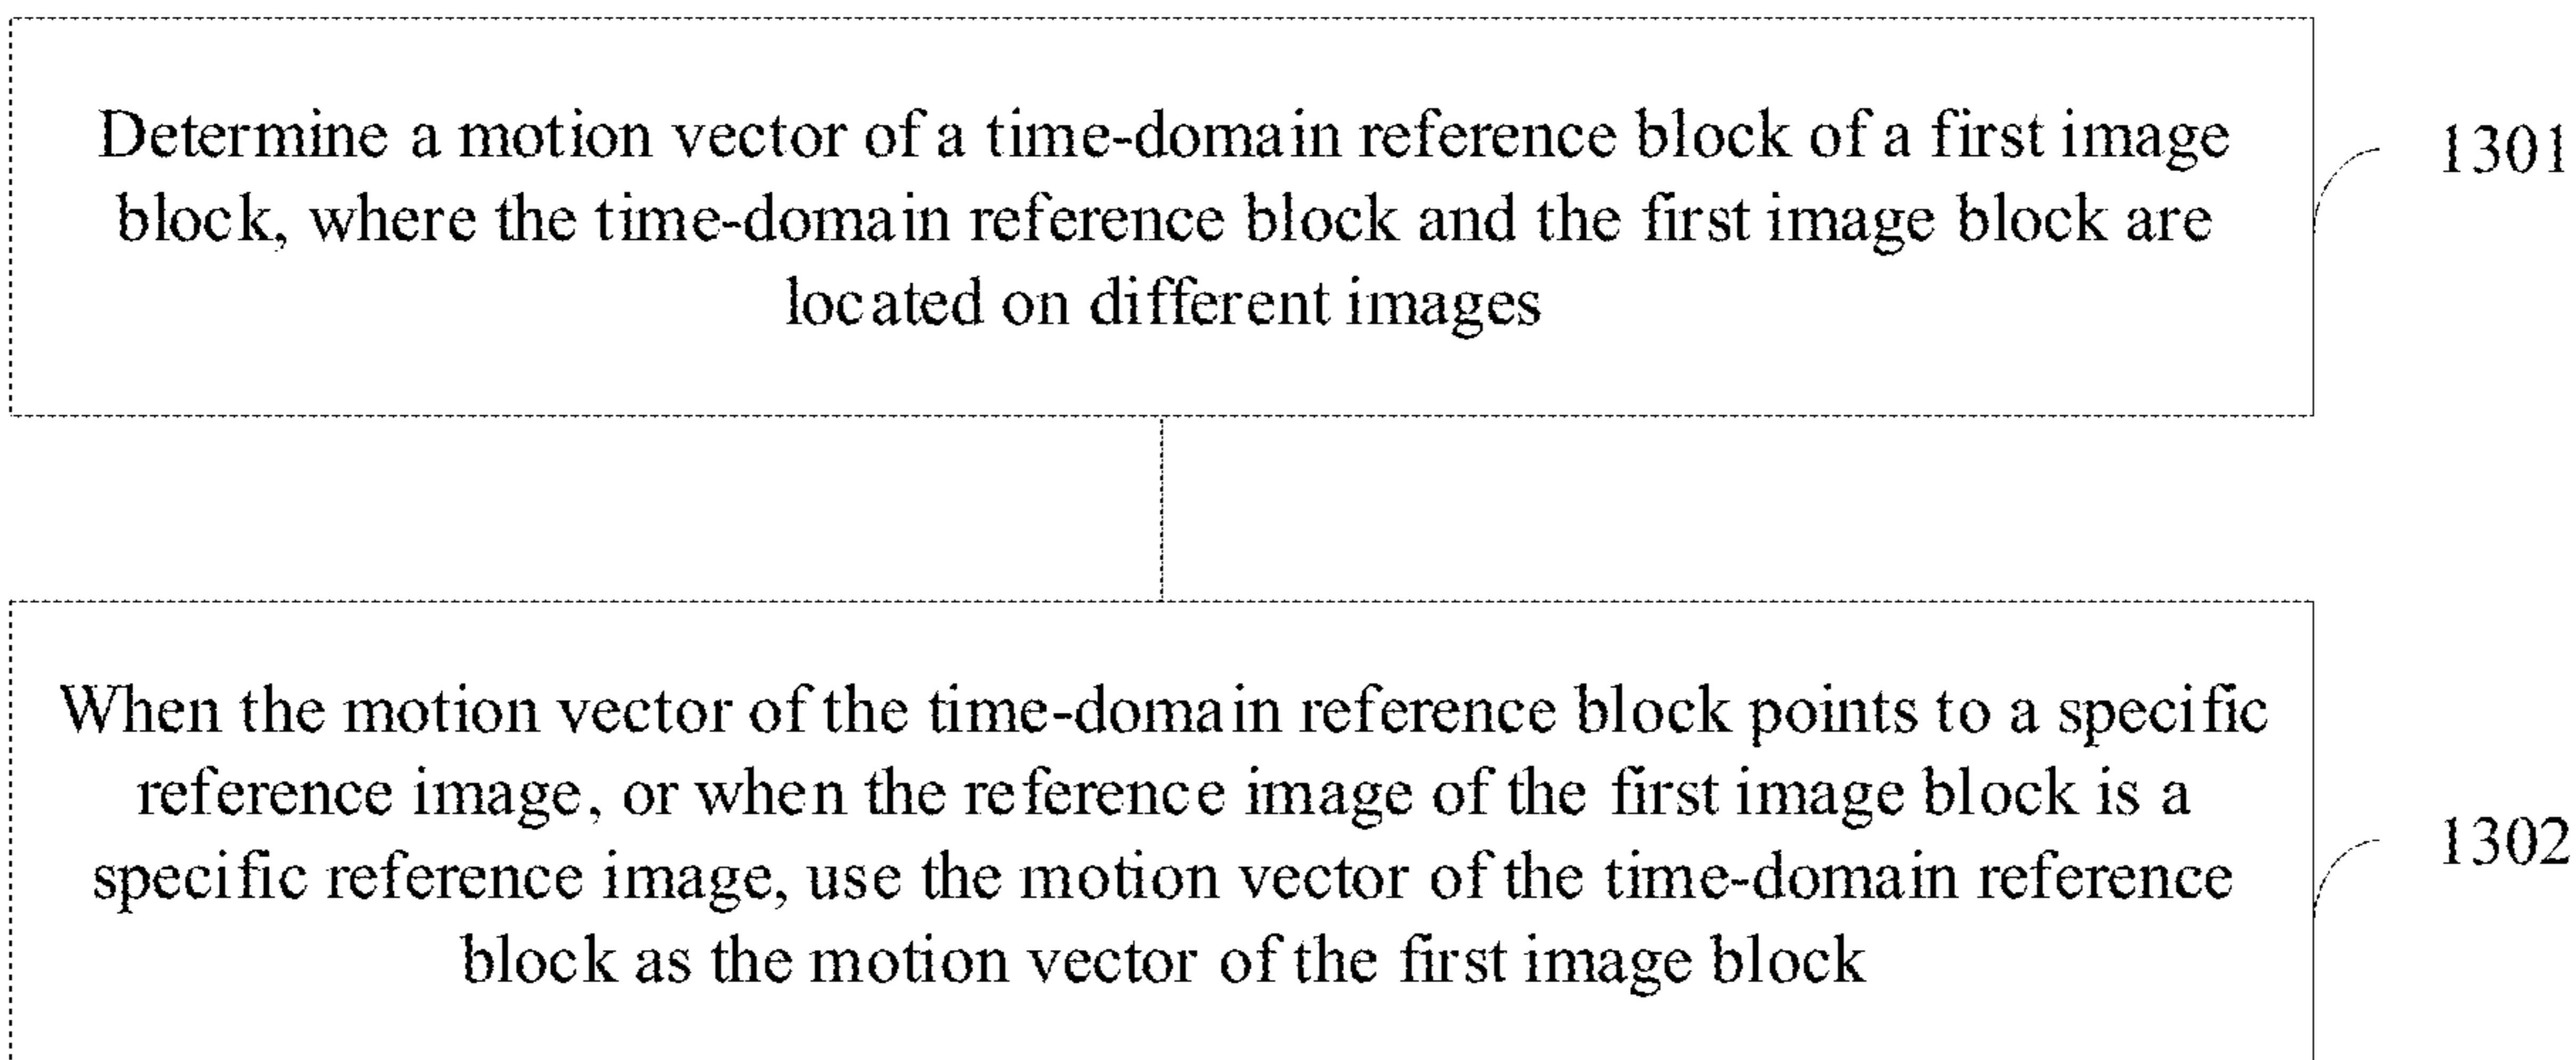 Determine a motion vector of a time-domain reference block of a first image
block, where the time-domain reference block and the first image block are
located on different images
1301
When the motion vector of the time-domain reference block points to a specific
reference image, or when the reference image of the first image block is a
specific reference image, use the motion vector of the time-domain reference
block as the motion vector of the first image block
1302